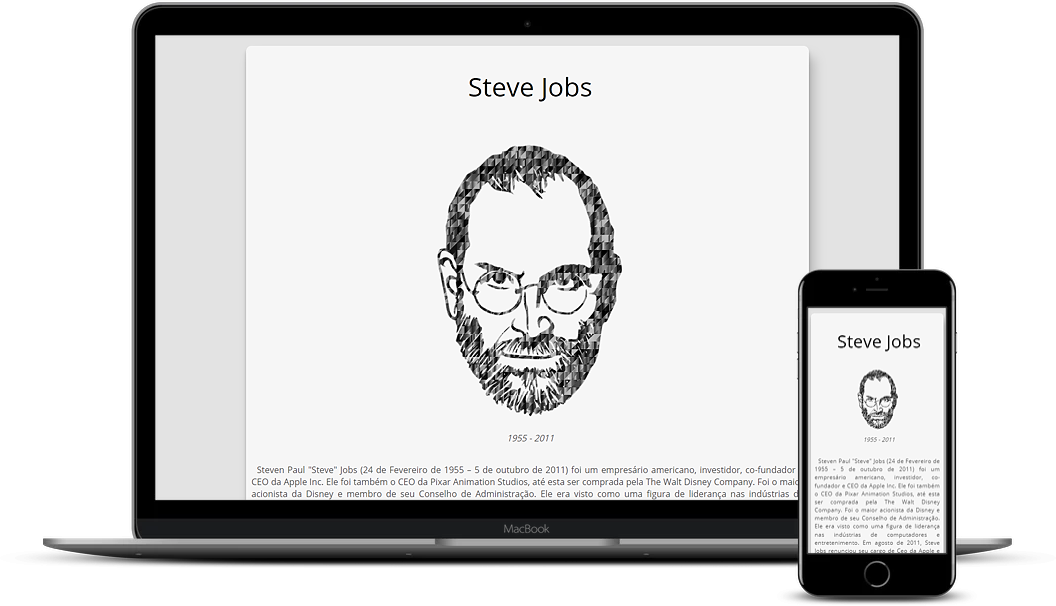 Steve Jobs
1955 - 2011
Steven Paul "Steve" Jobs (24 de Fevereiro de 1955 – 5 de outubro de 2011) foi um empresário americano, investidor, co-fundador
CEO da Apple Inc. Ele foi também o CEO da Pixar Animation Studios, até esta ser comprada pela The Walt Disney Company. Foi o maio
acionista da Disney e membro de seu Conselho de Administração. Ele era visto como uma figura de liderança nas indústrias d
MacBook
Steve Jobs
1955 - 2011
Steven Paul "Steve" Jobs (24 de Fevereiro de
1955 – 5 de outubro de 2011) foi um
empresário americano, investidor, co-
fundador e CEO da Apple Inc. Ele foi também
o CEO da Pixar Animation Studios, até esta
ser comprada pela The Walt Disney
Company. Foi o maior acionista da Disney e
membro de seu Conselho de Administração.
Ele era visto como uma figura de liderança
nas indústrias de computadores e
entretenimento. Em agosto de 2011, Steve
Jobs renunciou seu cargo de Ceo da Apple e